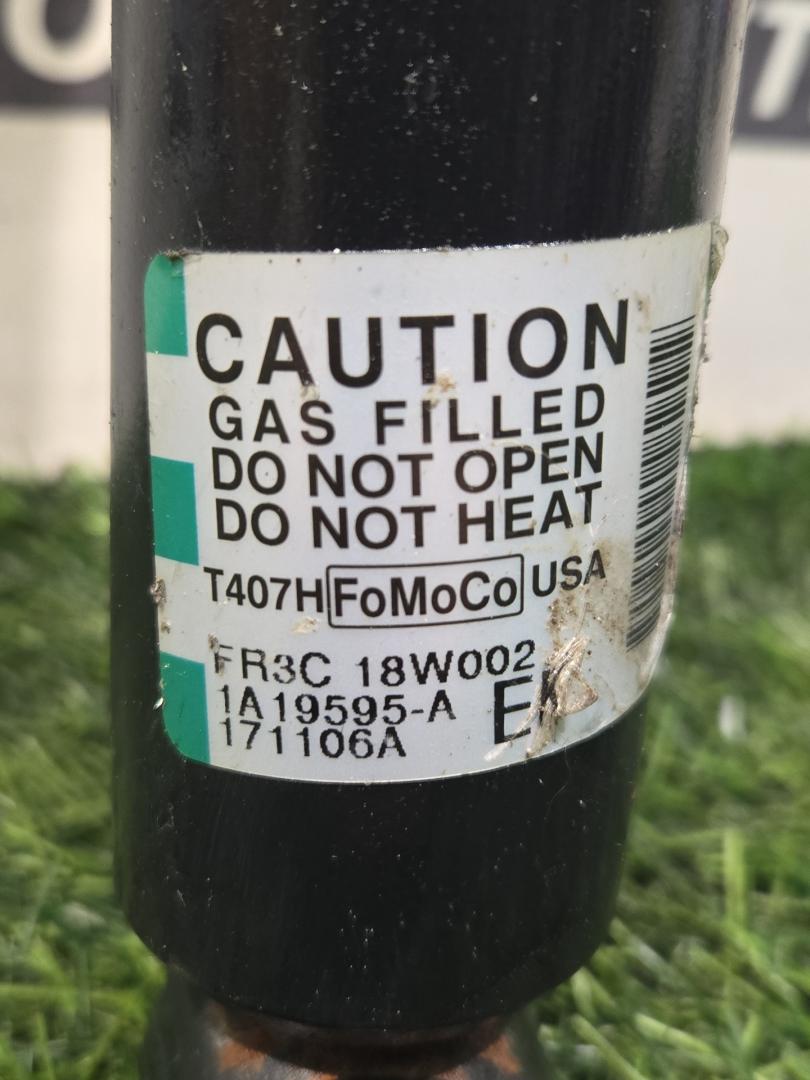 CAUTION
GAS FILLED
DO NOT OPEN
DO NOT HEAT
T407H FoMoCo USA
FR3C 18W002
1A19595-A
171106A